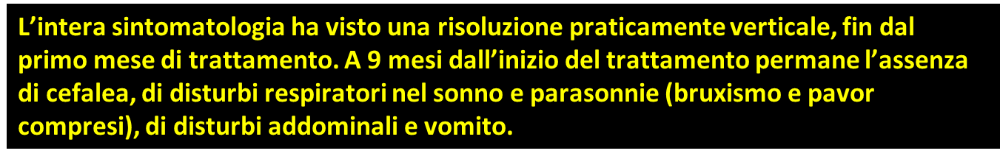 L’intera sintomatologia ha visto una risoluzione praticamente verticale, fin dal
primo mese di trattamento. A 9 mesi dall’inizio del trattamento permane l’assenza
di cefalea, di disturbi respiratori nel sonno e parasonnie (bruxismo e pavor
compresi), di disturbi addominali e vomito.